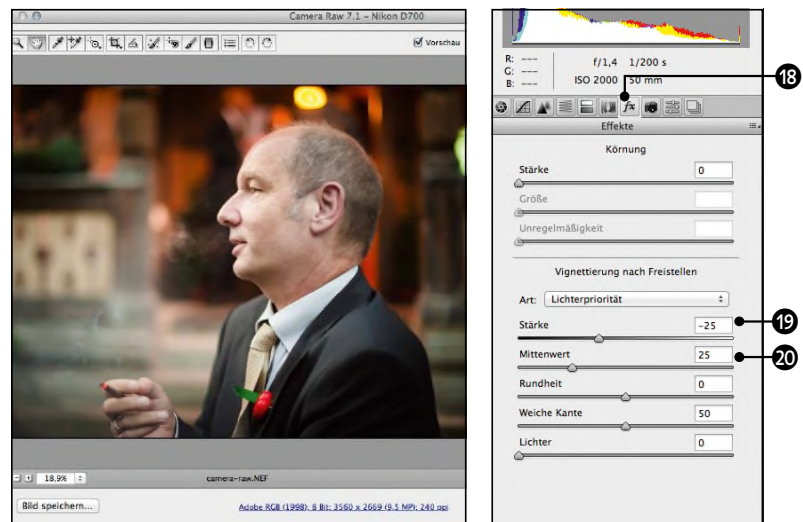 Camera Raw 7.1 – Nikon D700
Vorschau
18,9%
camera-raw.NEF
Bild speichern...
Adobe RGB (1998); 8 Bit; 3560 x 2669 (9,5 MP); 240 ppi
R: ---
G: ---
B: ---
f/1,4 1/200 s
ISO 2000 50 mm
18
fx
Effekte
Körnung
Stärke 0
Größe
Unregelmäßigkeit
Vignettierung nach Freistellen
Art: Lichterpriorität
Stärke -25
19
Mittenwert 25
20
Rundheit 0
Weiche Kante 50
Lichter 0